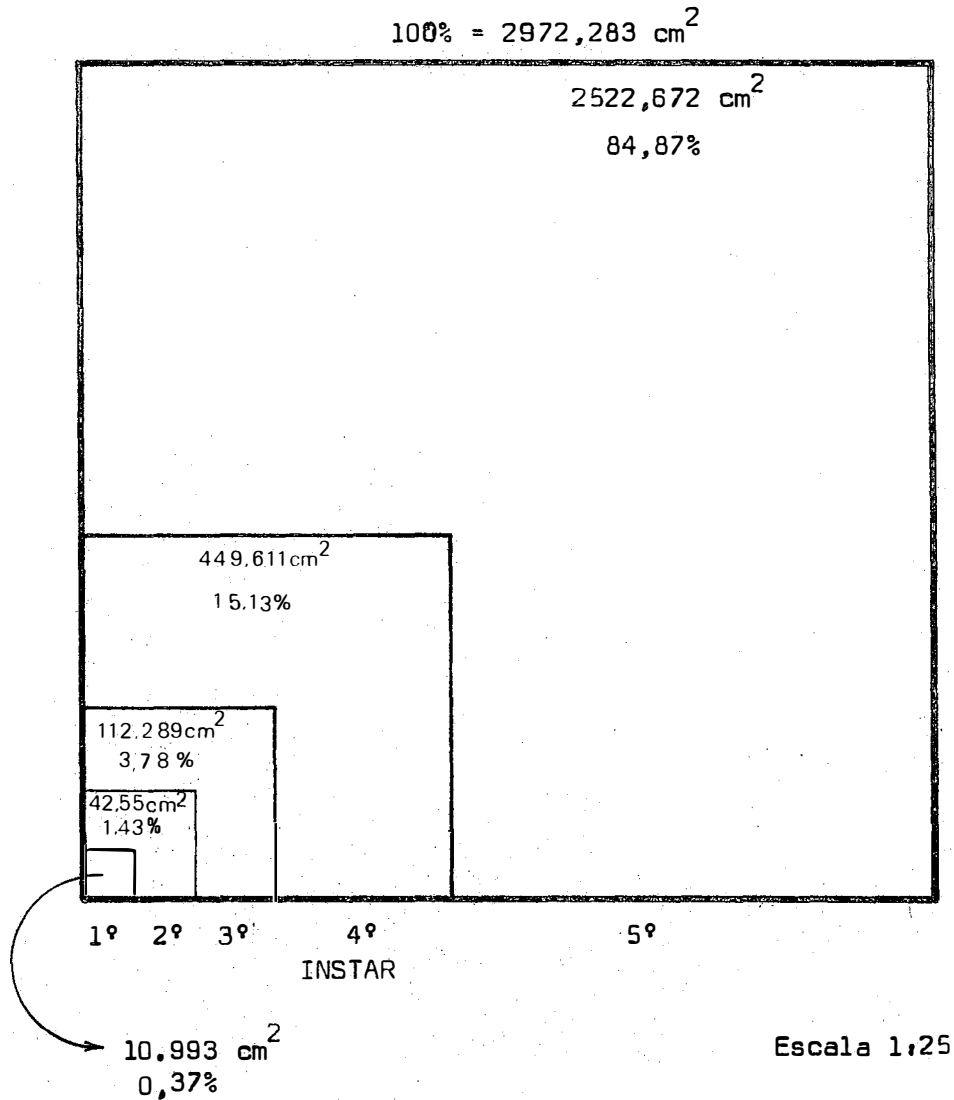 100% = 2972,283 cm²
2522,672 cm²
84,87%
449.611cm²
15.13%
112.289cm²
3,78%
42,55cm²
1.43%
1º 2º 3º 4º 5º
INSTAR
10.993 cm²
0,37%
Escala 1:25